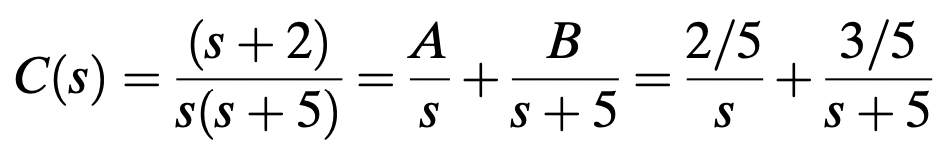 C(s) = (s + 2) / s(s + 5) = A / s + B / s + 5 = 2/5 / s + 3/5 / s + 5